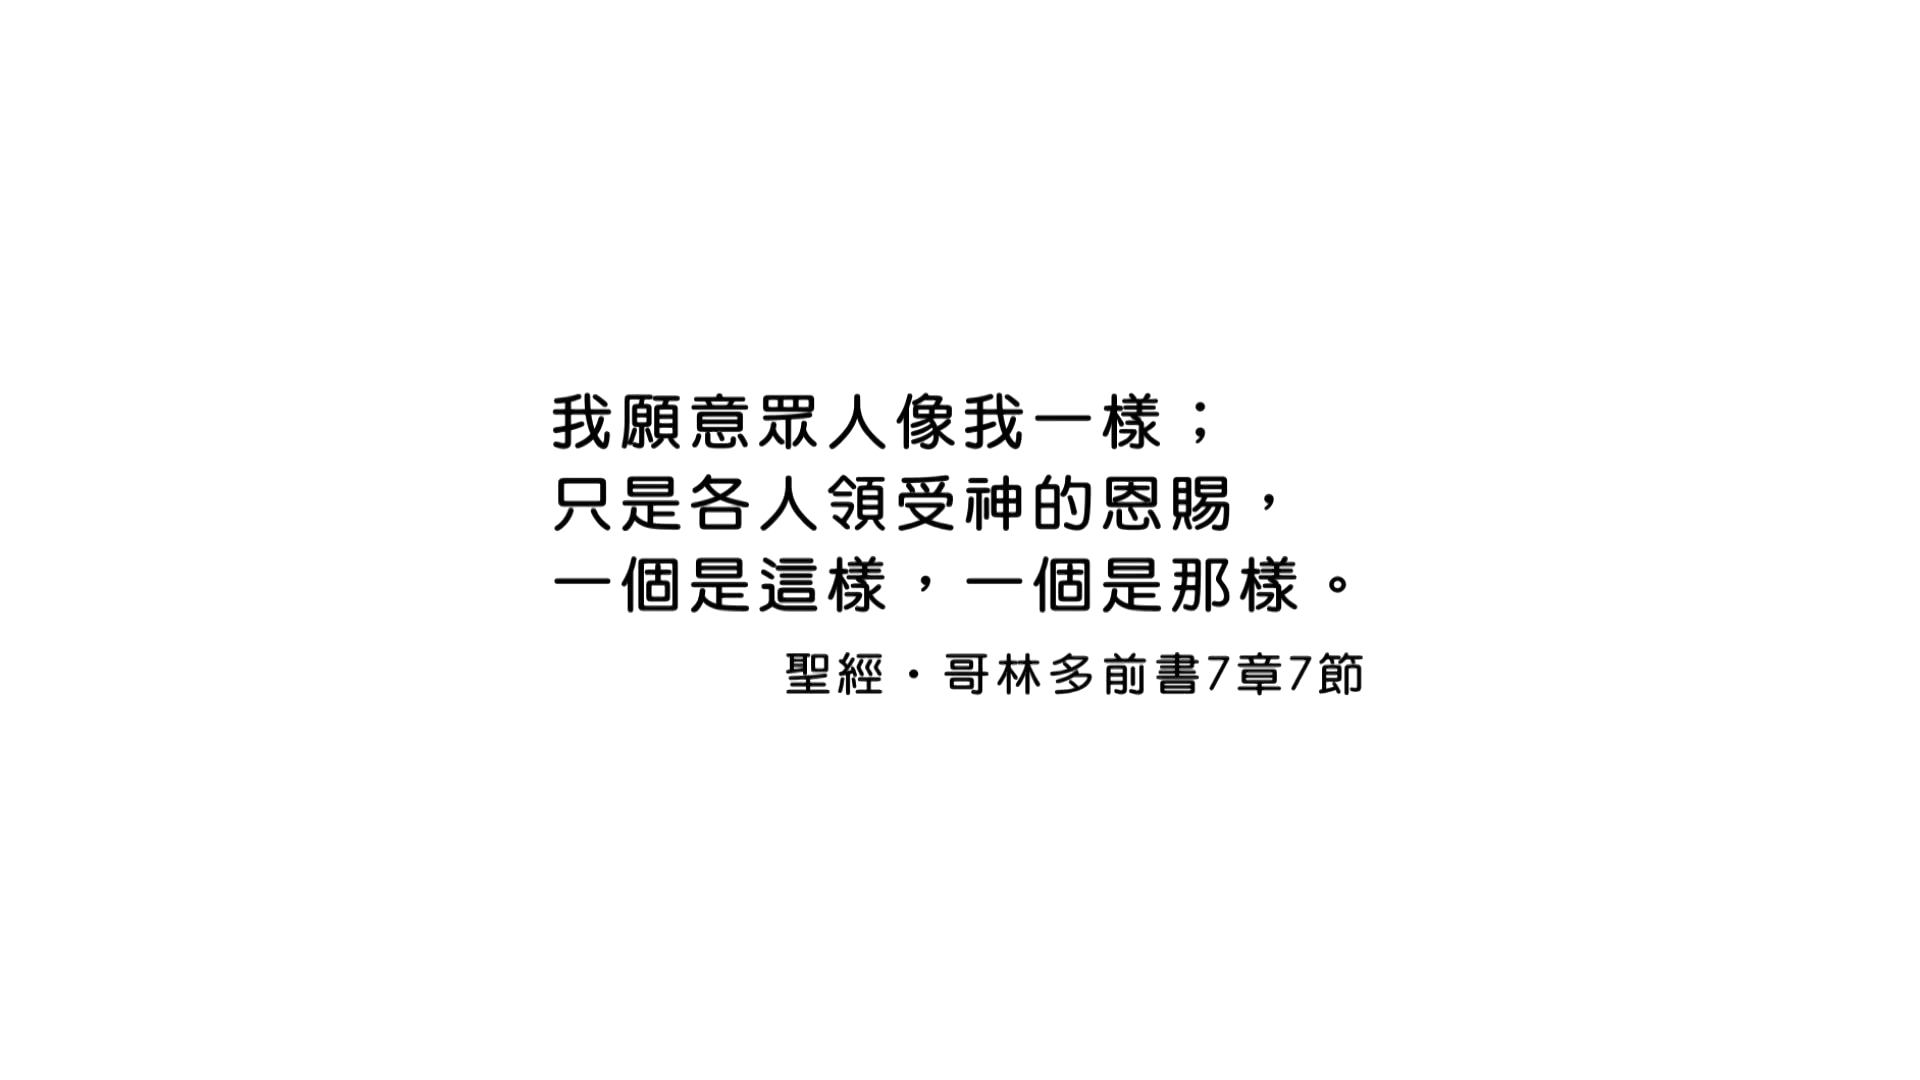 我願意眾人像我一樣；
只是各人領受神的恩賜，
一個是這樣，一個是那樣。
聖經・哥林多前書7章7節